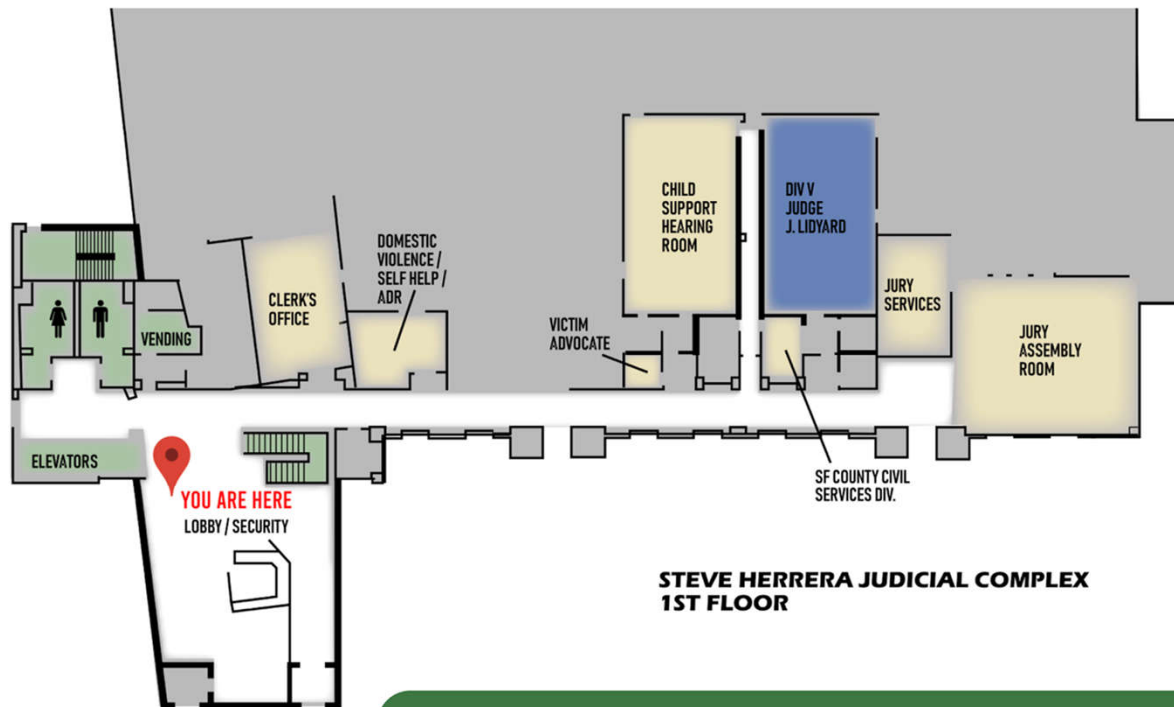 CHILD
SUPPORT
HEARING
ROOM
DIV V
JUDGE
J. LIDYARD
DOMESTIC
VIOLENCE /
SELF HELP /
ADR
CLERK'S
OFFICE
JURY
SERVICES
VENDING
VICTIM
ADVOCATE
JURY
ASSEMBLY
ROOM
ELEVATORS
YOU ARE HERE
LOBBY / SECURITY
SF COUNTY CIVIL
SERVICES DIV.
STEVE HERRERA JUDICIAL COMPLEX
1ST FLOOR